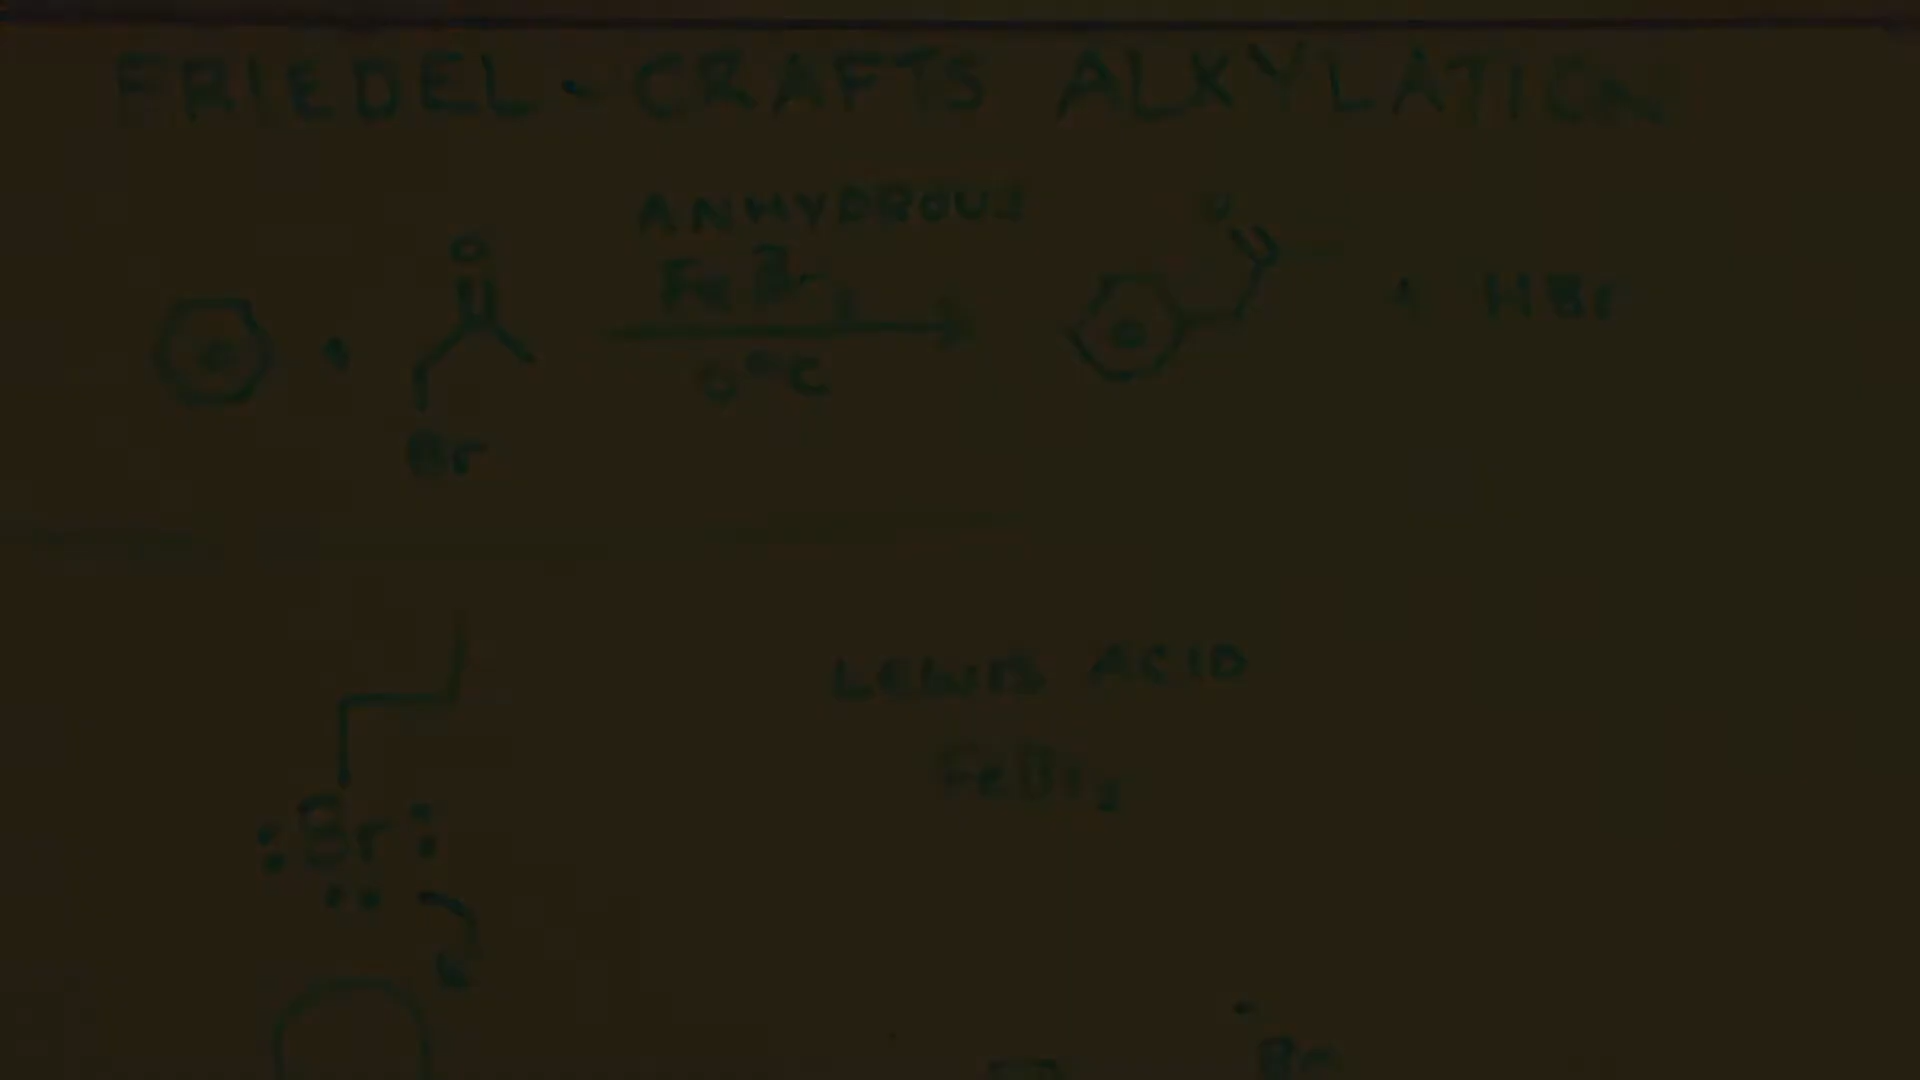 FRIEDEL-CRAFTS ALKYLATION
ANHYDROUS
O
FeBr3
+ HBr
0°C
Br
LEWIS ACID
FeBr3
:Br:
Br